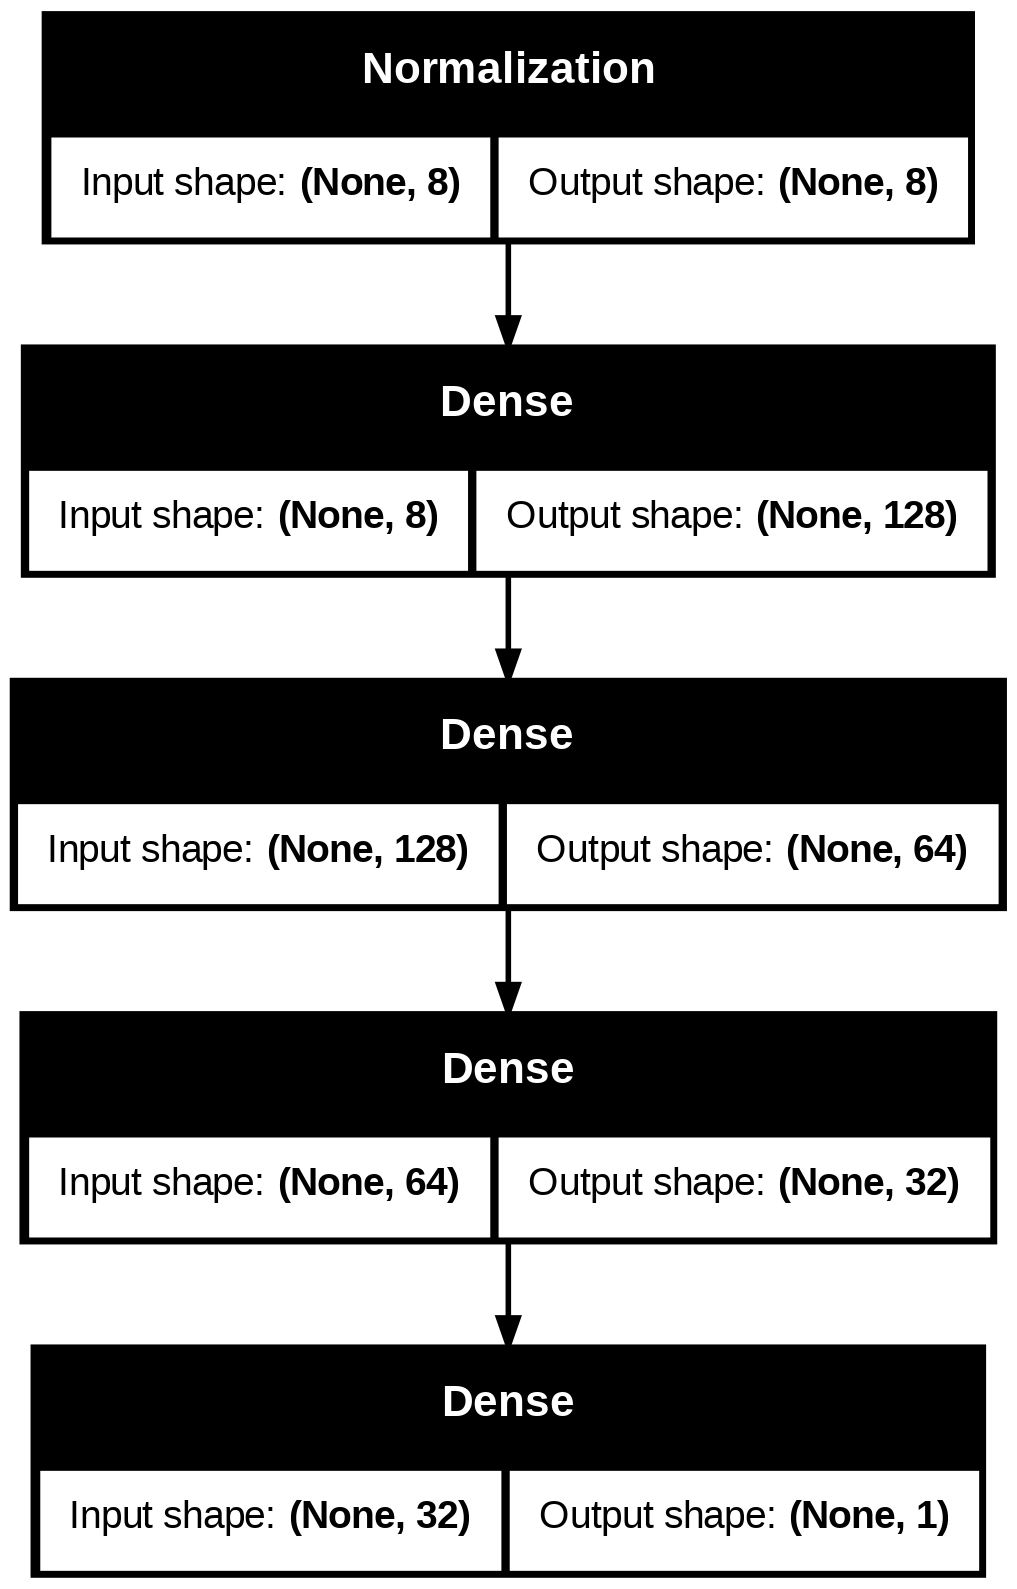 Normalization
Input shape: (None, 8) Output shape: (None, 8)
Dense
Input shape: (None, 8) Output shape: (None, 128)
Dense
Input shape: (None, 128) Output shape: (None, 64)
Dense
Input shape: (None, 64) Output shape: (None, 32)
Dense
Input shape: (None, 32) Output shape: (None, 1)